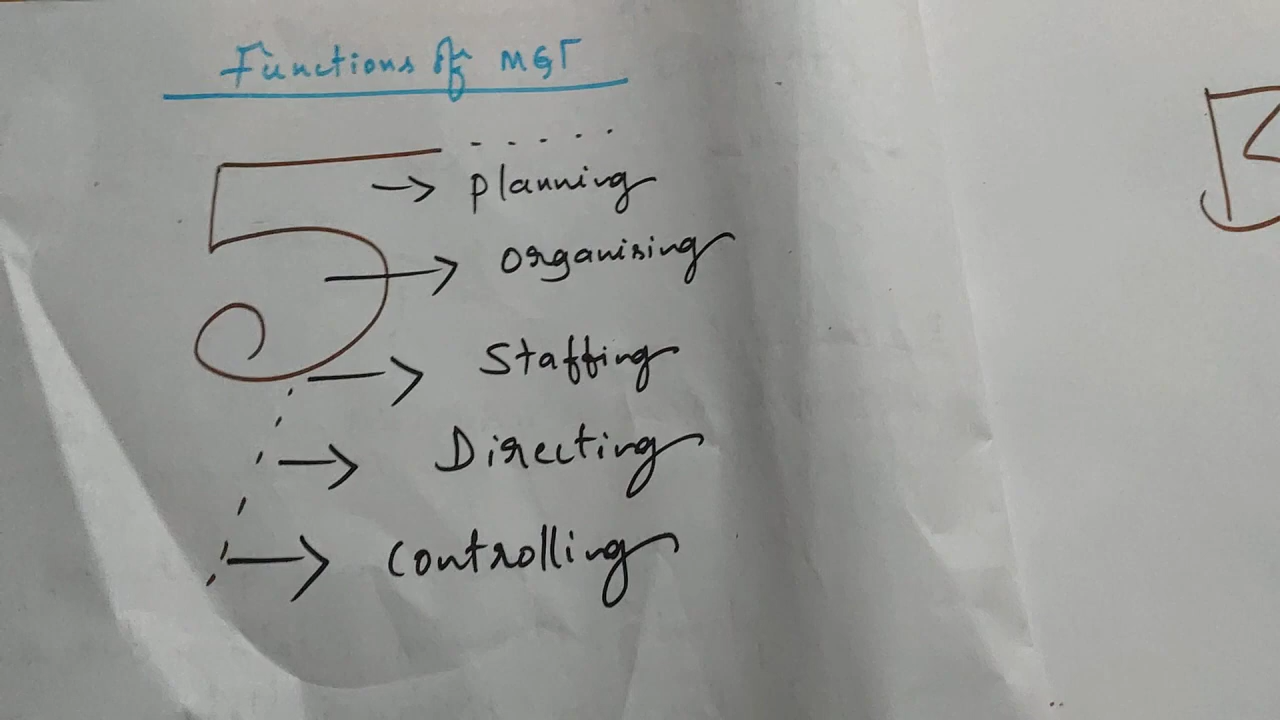 Functions of MGT
5
→ Planning
→ Organising
→ Staffing
→ Directing
→ Controlling